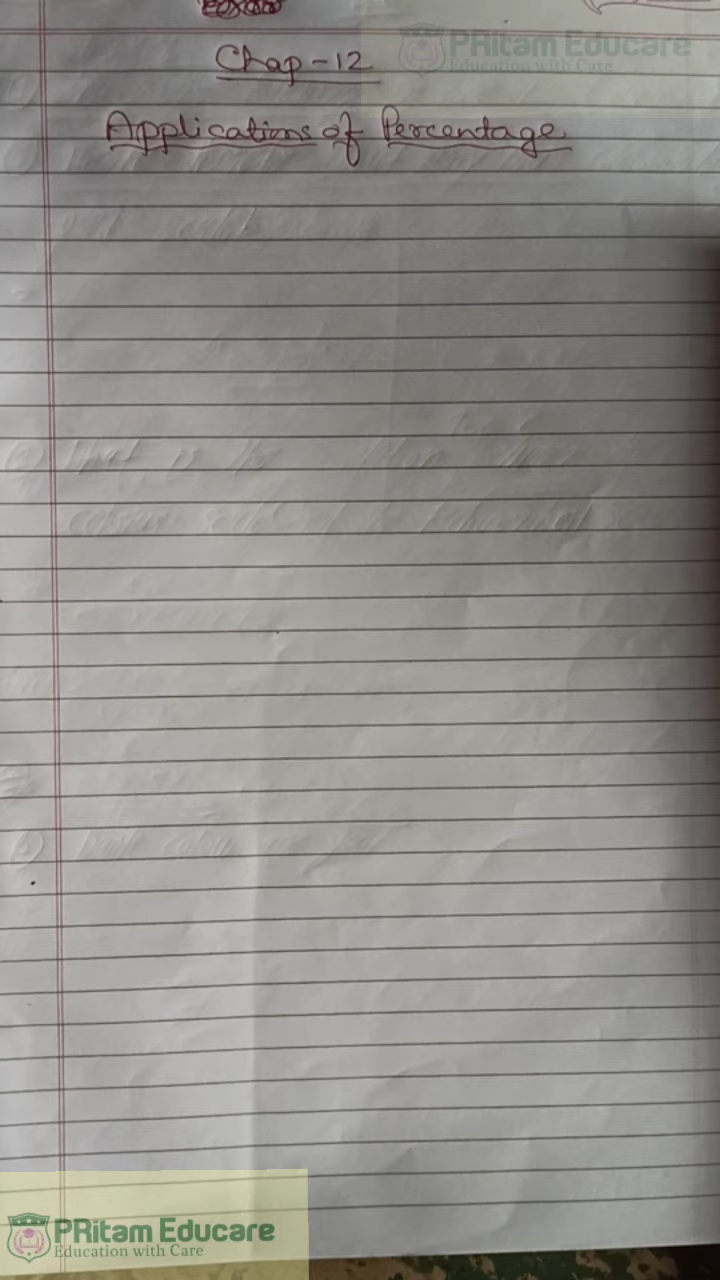 PRitam Educare
Education with Care
Chap-12
Applications of Percentage
PRitam Educare
Education with Care